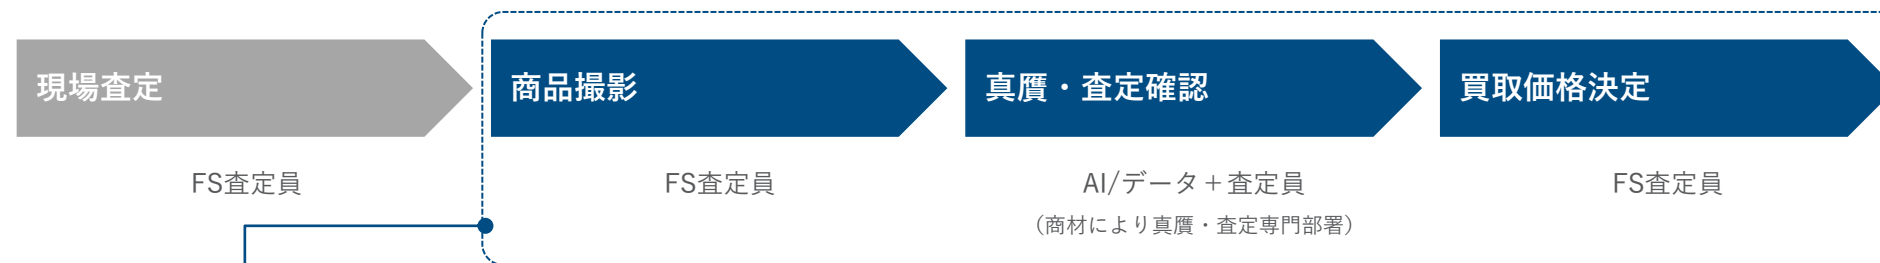 現場査定
商品撮影
真贋・査定確認
買取価格決定
FS査定員
FS査定員
AI/データ＋査定員
（商材により真贋・査定専門部署）
FS査定員